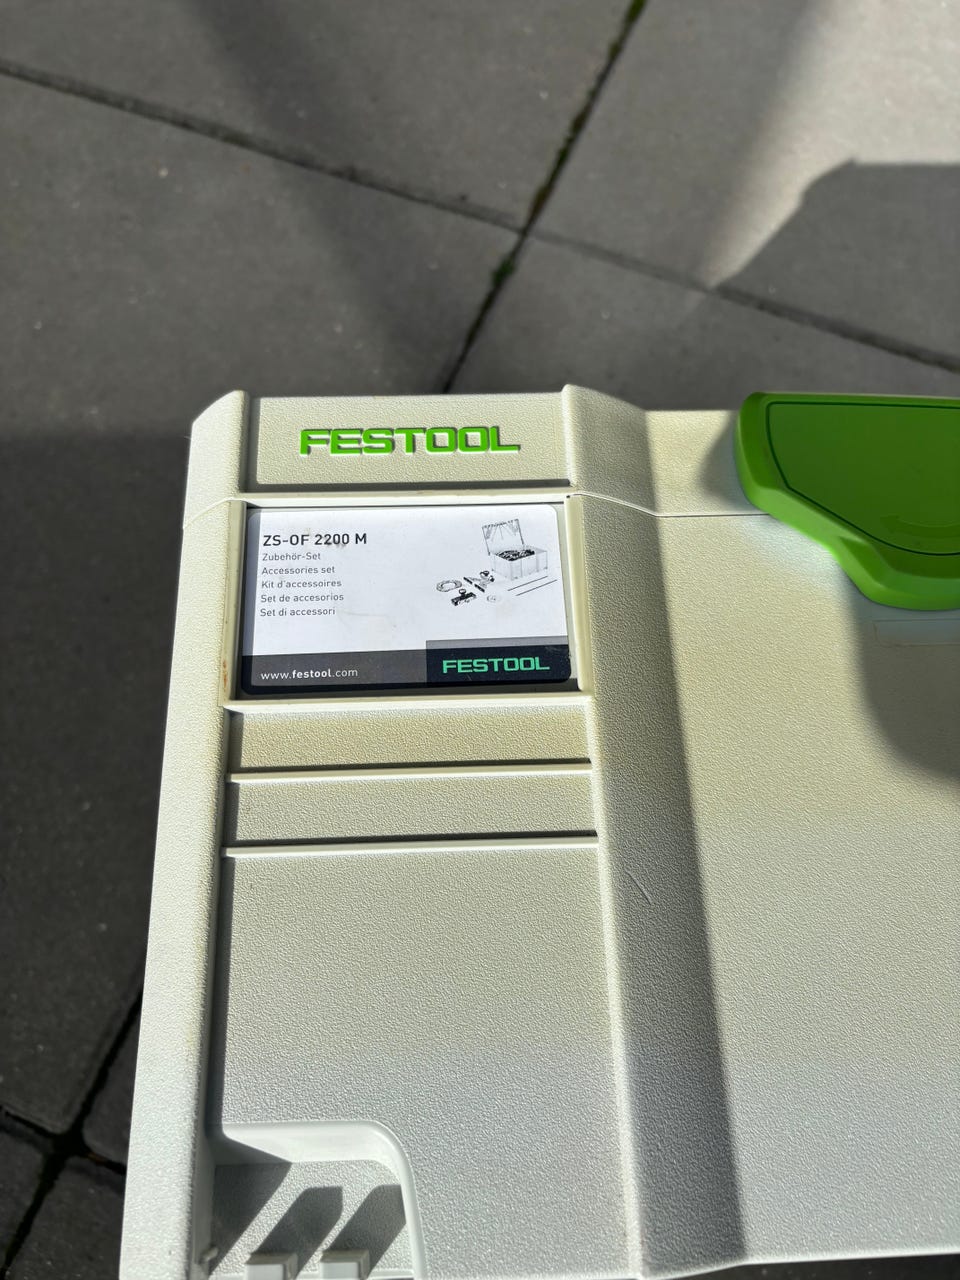 FESTOOL
ZS-OF 2200 M
Zubehör-Set
Accessories set
Kit d'accessoires
Set de accesorios
Set di accessori
www.festool.com
FESTOOL